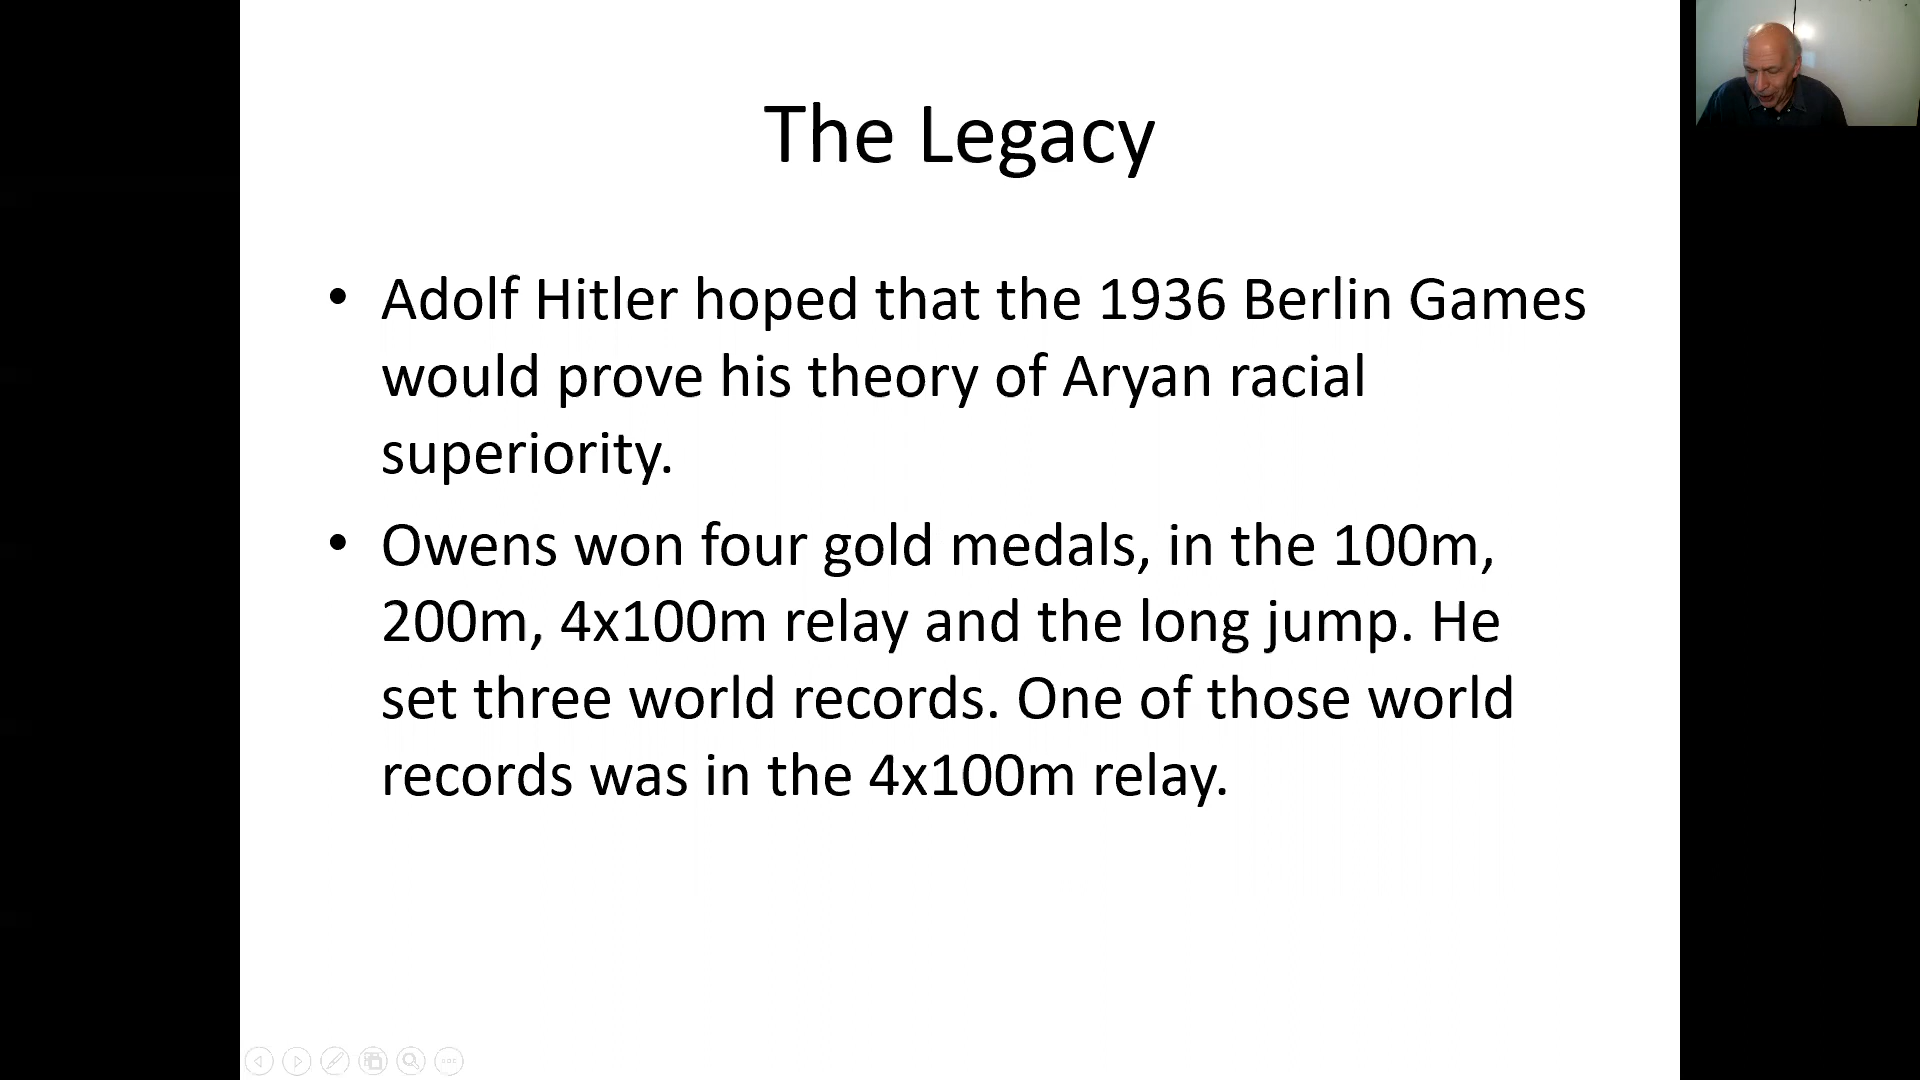 The Legacy
• Adolf Hitler hoped that the 1936 Berlin Games
would prove his theory of Aryan racial
superiority.
• Owens won four gold medals, in the 100m,
200m, 4x100m relay and the long jump. He
set three world records. One of those world
records was in the 4x100m relay.